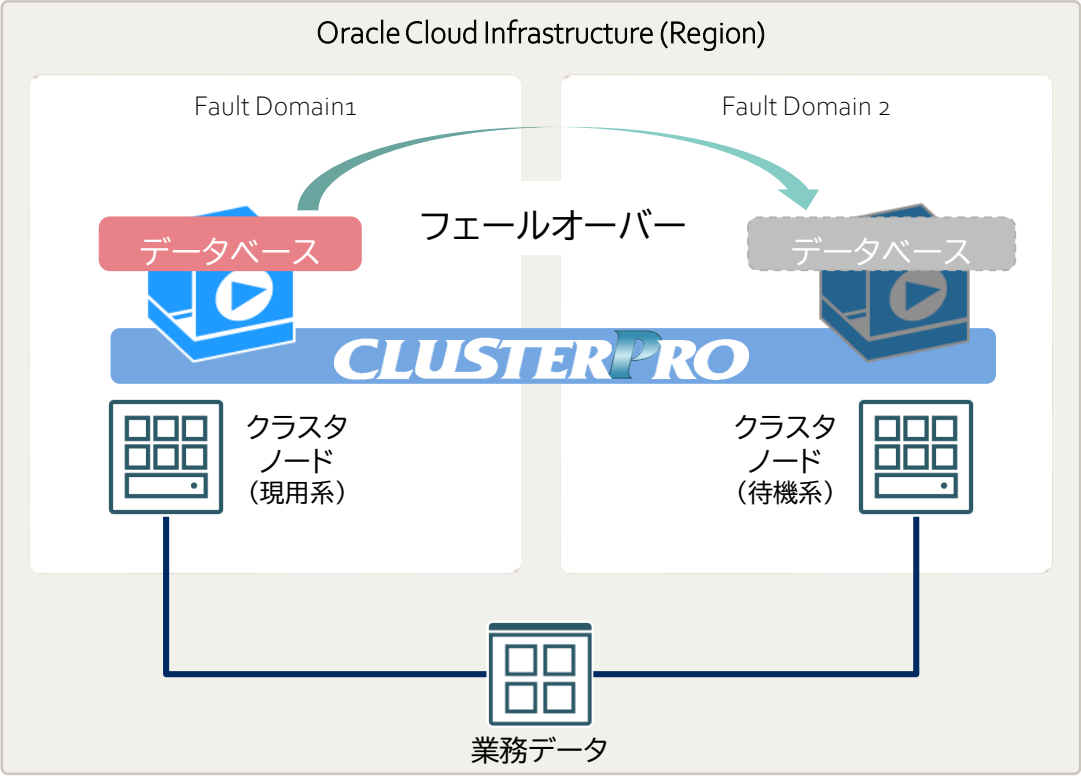 Oracle Cloud Infrastructure (Region)
Fault Domain1
Fault Domain 2
フェールオーバー
データベース
データベース
CLUSTERPRO
クラスタ
ノード
（現用系）
クラスタ
ノード
（待機系）
業務データ